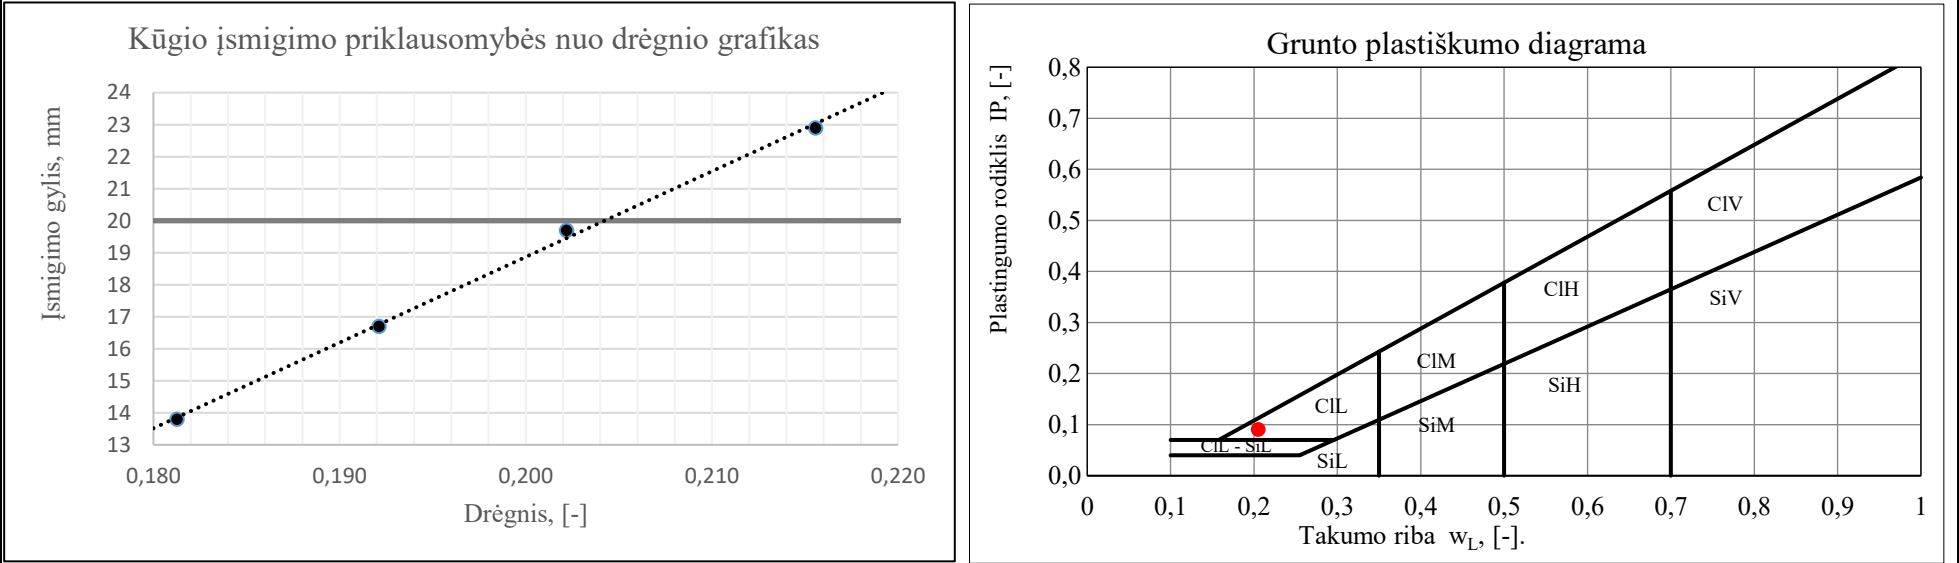 Kūgio įsmigimo priklausomybės nuo drėgnio grafikas
Įsmigimo gylis, mm
24
23
22
21
20
19
18
17
16
15
14
13
0,180
0,190
0,200
0,210
0,220
Drėgnis, [-]
Grunto plastiškumo diagrama
Plastingumo rodiklis IP, [-]
0,8
0,7
0,6
0,5
0,4
0,3
0,2
0,1
0,0
ClV
ClH
SiV
ClM
SiH
ClL
SiM
ClL - SiL
SiL
0
0,1
0,2
0,3
0,4
0,5
0,6
0,7
0,8
0,9
1
Takumo riba wL, [-].